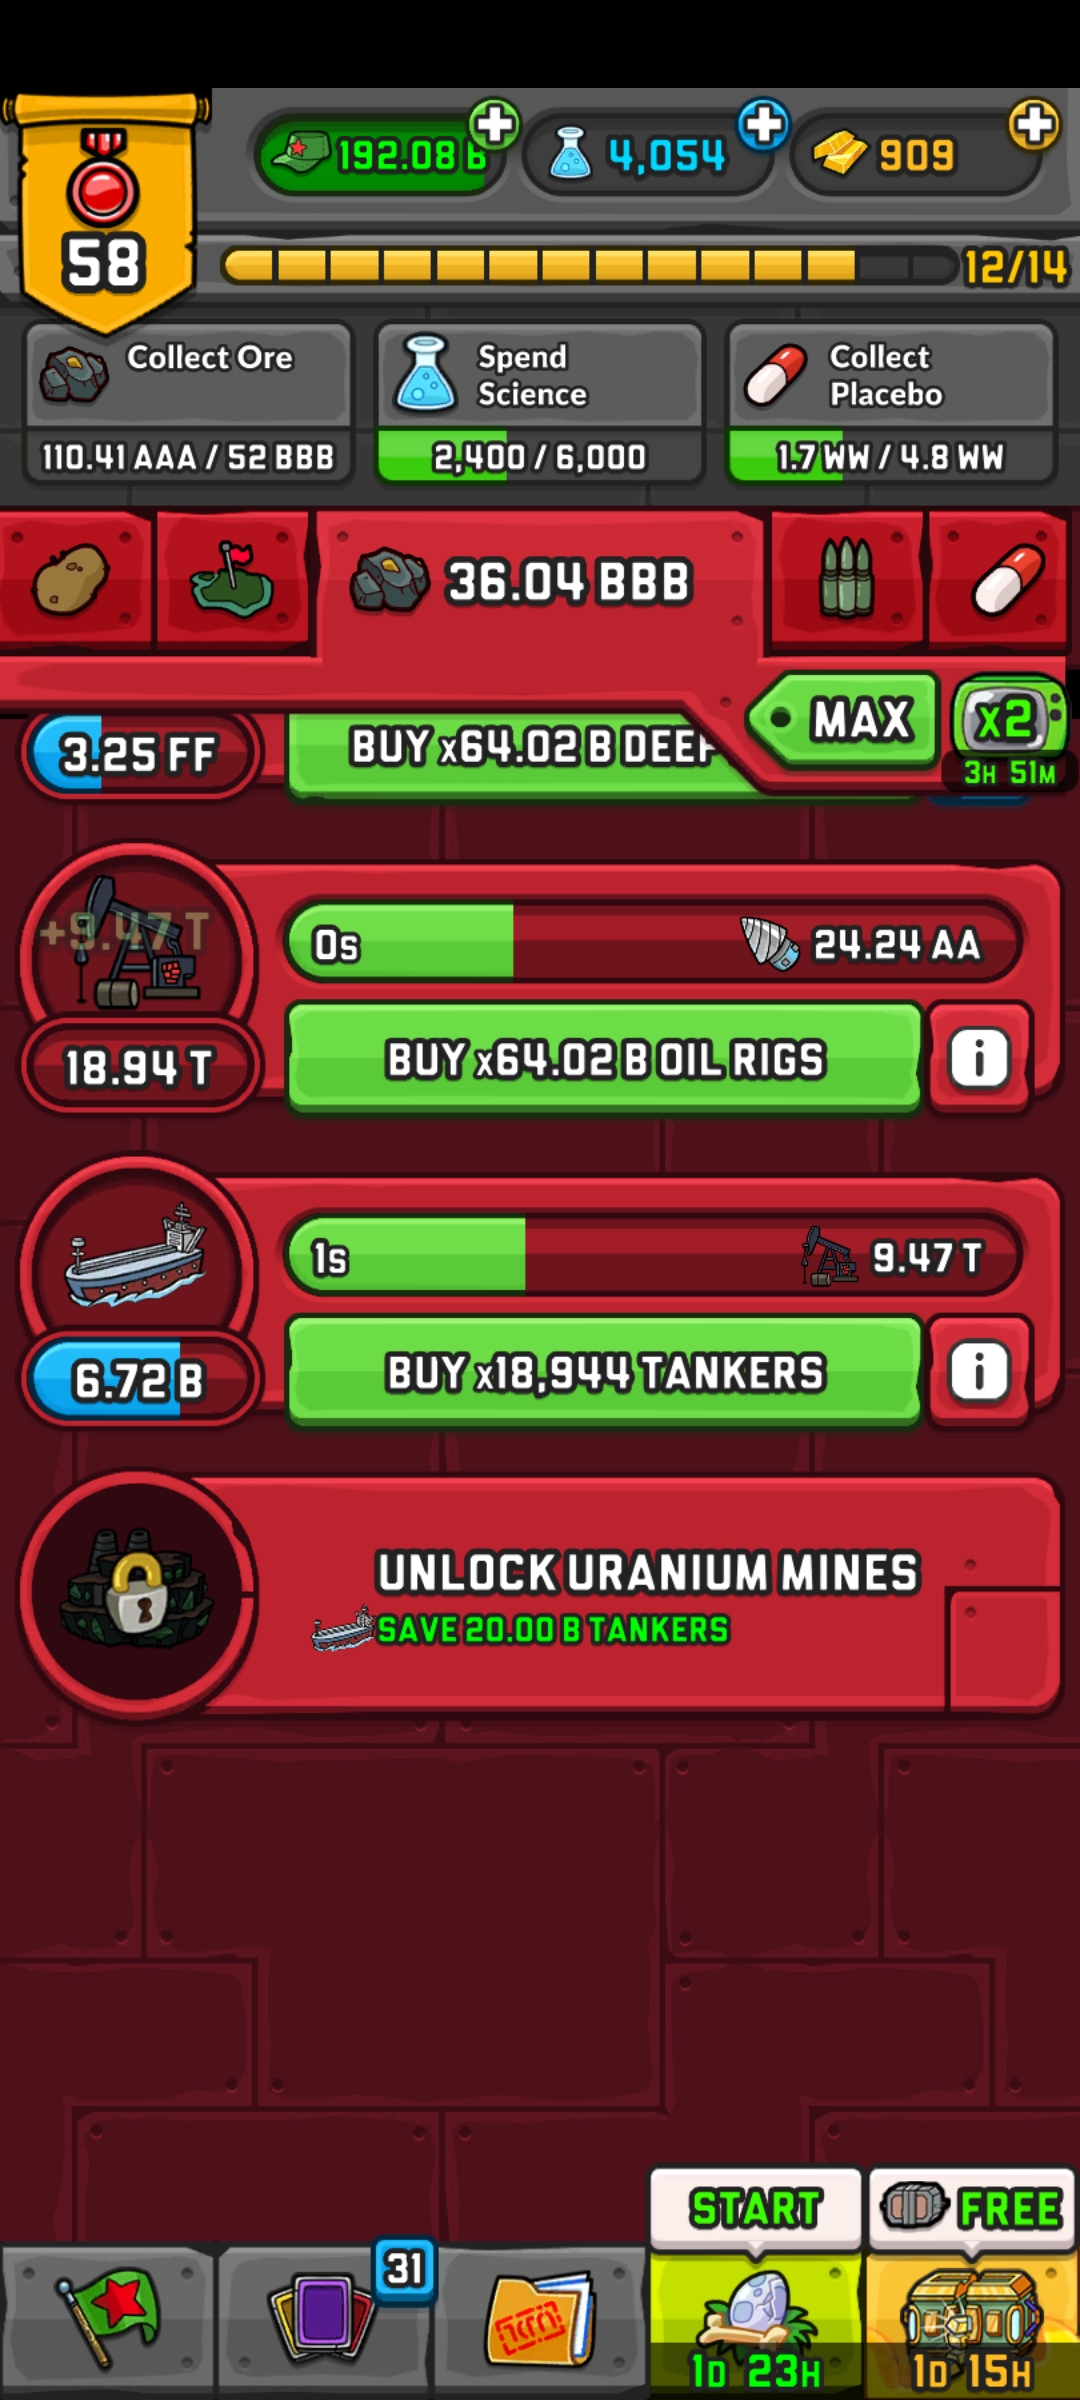 192.08 B
4,054
909
58
12/14
Collect Ore
110.41 AAA / 52 BBB
Spend
Science
2,400 / 6,000
Collect
Placebo
1.7 WW / 4.8 WW
36.04 BBB
MAX
x2
3H 51M
3.25 FF
BUY x64.02 B DEEP
+9.47 T
0s
24.24 AA
18.94 T
BUY x64.02 B OIL RIGS
i
1s
9.47 T
6.72 B
BUY x18,944 TANKERS
i
UNLOCK URANIUM MINES
SAVE 20.00 B TANKERS
START
FREE
31
1D 23H
1D 15H